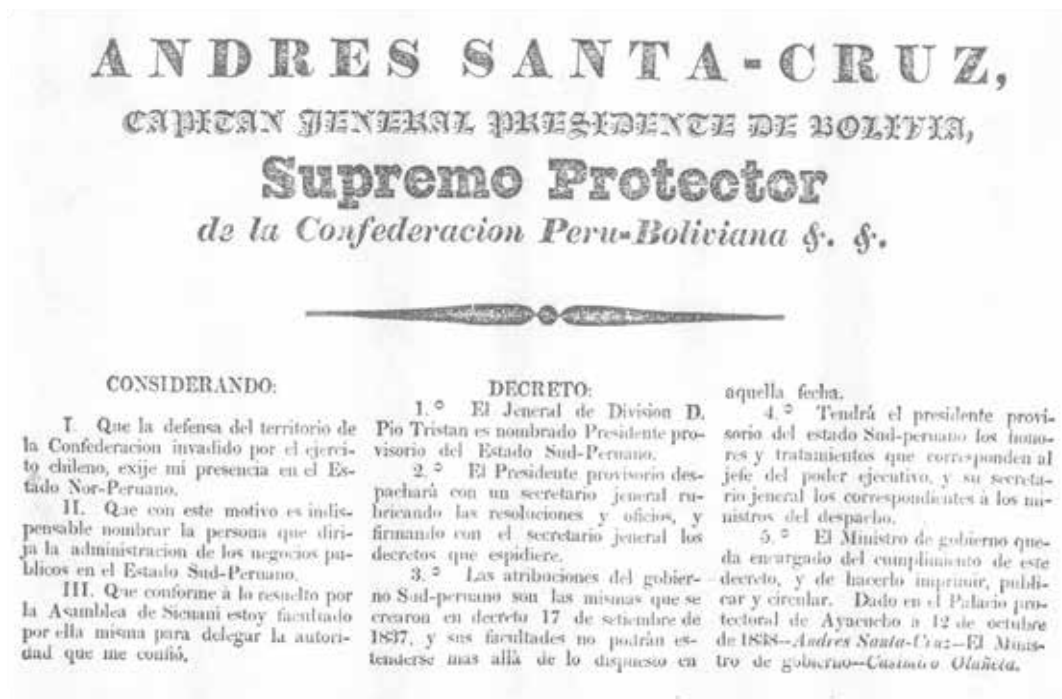 ANDRES SANTA-CRUZ,
CAPITAN JENERAL PRESIDENTE DE BOLIVIA,
Supremo Protector
de la Confederacion Peru-Boliviana &. &.
CONSIDERANDO:
I. Que la defensa del territorio de
la Confederacion invadido por el ejerci-
to chileno, exije mi presencia en el Es-
tado Nor-Peruano.
II. Que con este motivo es indis-
pensable nombrar la persona que diri-
ja la administracion de los negocios pu-
blicos en el Estado Sud-Peruano.
III. Que conforme à lo resuelto por
la Asamblea de Sicuani estoy facultado
por ella misma para delegar la autori-
dad que me confió,
DECRETO:
1.º El Jeneral de Division D.
Pio Tristan es nombrado Presidente pro-
visorio del Estado Sud-Peruano.
2.º El Presidente provisorio des-
pachará con un secretario jeneral ru-
bricando las resoluciones y oficios, y
firmando con el secretario jeneral los
decretos que espidiere.
3.º Las atribuciones del gobier-
no Sud-peruano son las mismas que se
crearon en decreto 17 de setiembre de
1837, y sus facultades no podrán es-
tenderse mas allà de lo dispuesto en
aquella fecha.
4.º Tendrá el presidente provi-
sorio del estado Sud-peruano los hono-
res y tratamientos que corresponden al
jefe del poder ejecutivo, y su secreta-
rio jeneral los correspondientes à los mi-
nistros del despacho.
5.º El Ministro de gobierno que-
da encargado del cumplimiento de este
decreto, y de hacerlo imprimir, publi-
car y circular. Dado en el Palacio pro-
tectoral de Ayacucho a 12 de octubre
de 1838--Andres Santa-Cruz--El Minis-
tro de gobierno--Casimiro Olañeta.